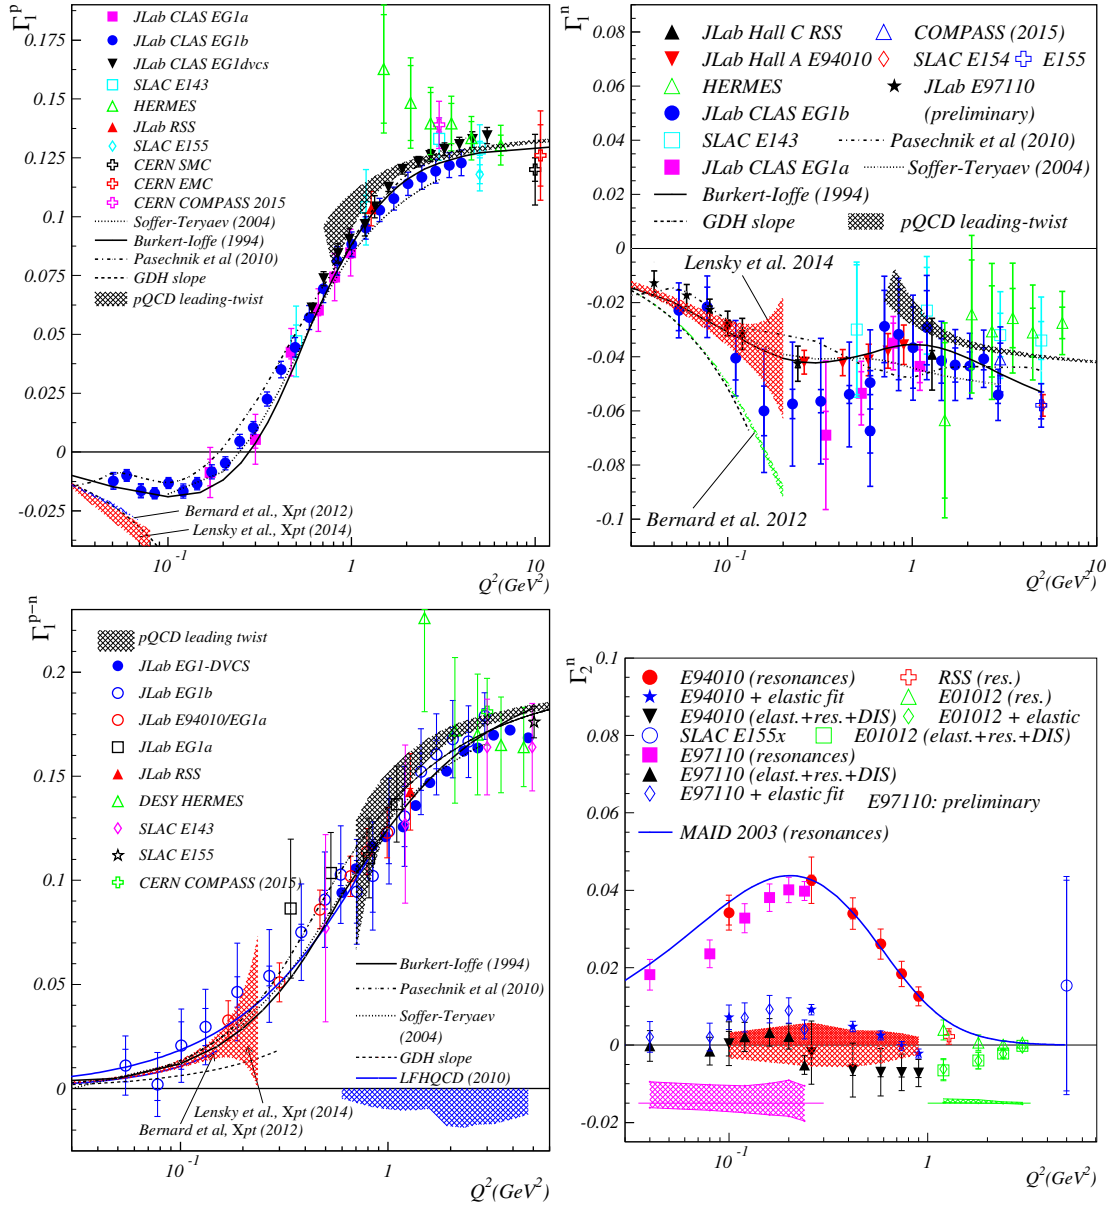 Γ₁ᵖ
0.175
0.15
0.125
0.1
0.075
0.05
0.025
0
-0.025
JLab CLAS EG1a
JLab CLAS EG1b
JLab CLAS EG1dvcs
SLAC E143
HERMES
JLab RSS
SLAC E155
CERN SMC
CERN EMC
CERN COMPASS 2015
Soffer-Teryaev (2004)
Burkert-Ioffe (1994)
Pasechnik et al (2010)
GDH slope
pQCD leading-twist
Bernard et al., Xpt (2012)
Lensky et al., Xpt (2014)
10⁻¹ 1 10
Q²(GeV²)
Γ₁ⁿ
0.08
0.06
0.04
0.02
0
-0.02
-0.04
-0.06
-0.08
-0.1
JLab Hall C RSS COMPASS (2015)
JLab Hall A E94010 SLAC E154 E155
HERMES JLab E97110
JLab CLAS EG1b (preliminary)
SLAC E143 Pasechnik et al (2010)
JLab CLAS EG1a Soffer-Teryaev (2004)
Burkert-Ioffe (1994)
GDH slope pQCD leading-twist
Lensky et al. 2014
Bernard et al. 2012
10⁻¹ 1 10
Q²(GeV²)
Γ₁ᵖ⁻ⁿ
0.2
0.15
0.1
0.05
0
pQCD leading twist
JLab EG1-DVCS
JLab EG1b
JLab E94010/EG1a
JLab EG1a
JLab RSS
DESY HERMES
SLAC E143
SLAC E155
CERN COMPASS (2015)
Burkert-Ioffe (1994)
Pasechnik et al (2010)
Soffer-Teryaev
(2004)
GDH slope
LFHQCD (2010)
Lensky et al., Xpt (2014)
Bernard et al, Xpt (2012)
10⁻¹ 1
Q²(GeV²)
Γ₂ⁿ
0.1
0.08
0.06
0.04
0.02
0
-0.02
E94010 (resonances) RSS (res.)
E94010 + elastic fit E01012 (res.)
E94010 (elast.+res.+DIS) E01012 + elastic
SLAC E155x E01012 (elast.+res.+DIS)
E97110 (resonances)
E97110 (elast.+res.+DIS)
E97110 + elastic fit E97110: preliminary
MAID 2003 (resonances)
10⁻¹ 1
Q²(GeV²)